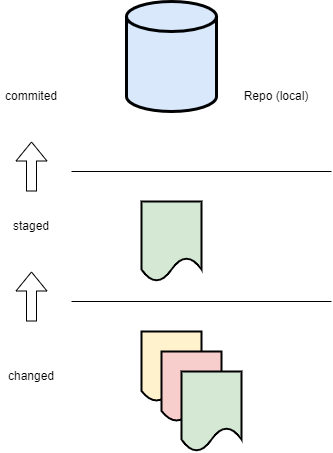 commited
Repo (local)
staged
changed